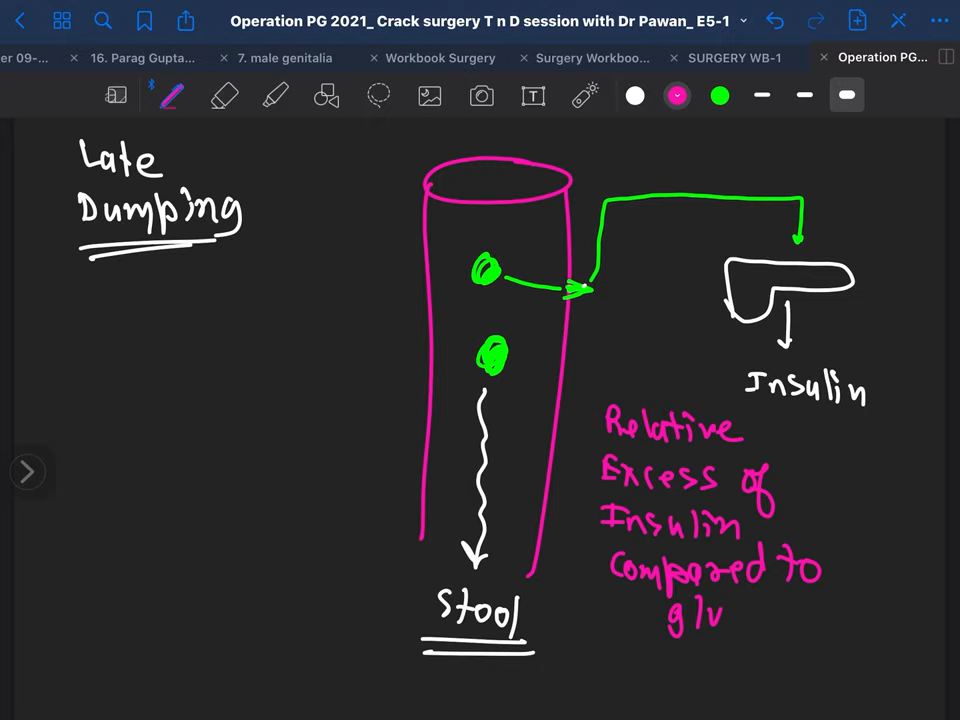 Operation PG 2021_ Crack surgery T n D session with Dr Pawan_ E5-1
er 09-...
16. Parag Gupta...
7. male genitalia
Workbook Surgery
Surgery Workboo...
SURGERY WB-1
Operation PG...
Late
Dumping
Insulin
Relative
Excess of
Insulin
Compared to
glu
Stool